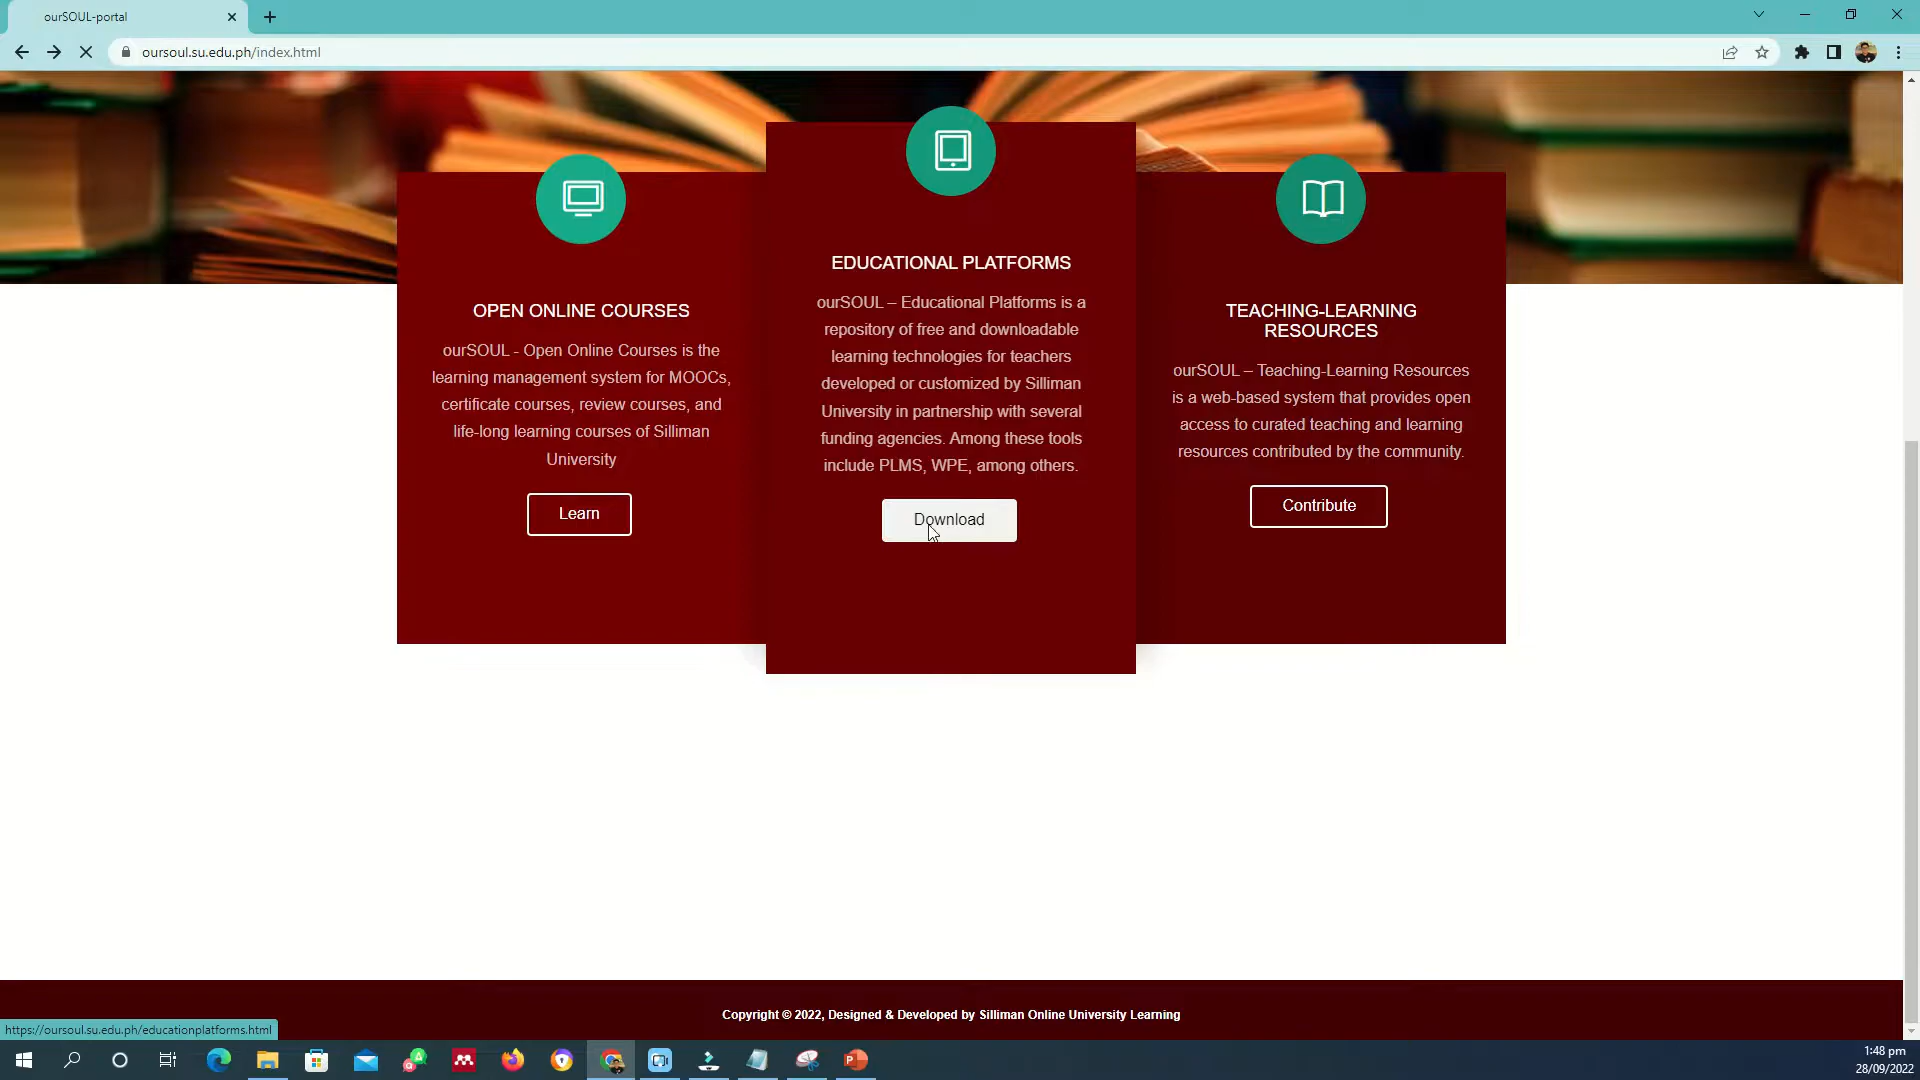 ourSOUL-portal
oursoul.su.edu.ph/index.html
OPEN ONLINE COURSES
ourSOUL - Open Online Courses is the
learning management system for MOOCs,
certificate courses, review courses, and
life-long learning courses of Silliman
University
Learn
EDUCATIONAL PLATFORMS
ourSOUL – Educational Platforms is a
repository of free and downloadable
learning technologies for teachers
developed or customized by Silliman
University in partnership with several
funding agencies. Among these tools
include PLMS, WPE, among others.
Download
TEACHING-LEARNING
RESOURCES
ourSOUL – Teaching-Learning Resources
is a web-based system that provides open
access to curated teaching and learning
resources contributed by the community.
Contribute
Copyright © 2022, Designed & Developed by Silliman Online University Learning
https://oursoul.su.edu.ph/educationplatforms.html
1:48 pm
28/09/2022